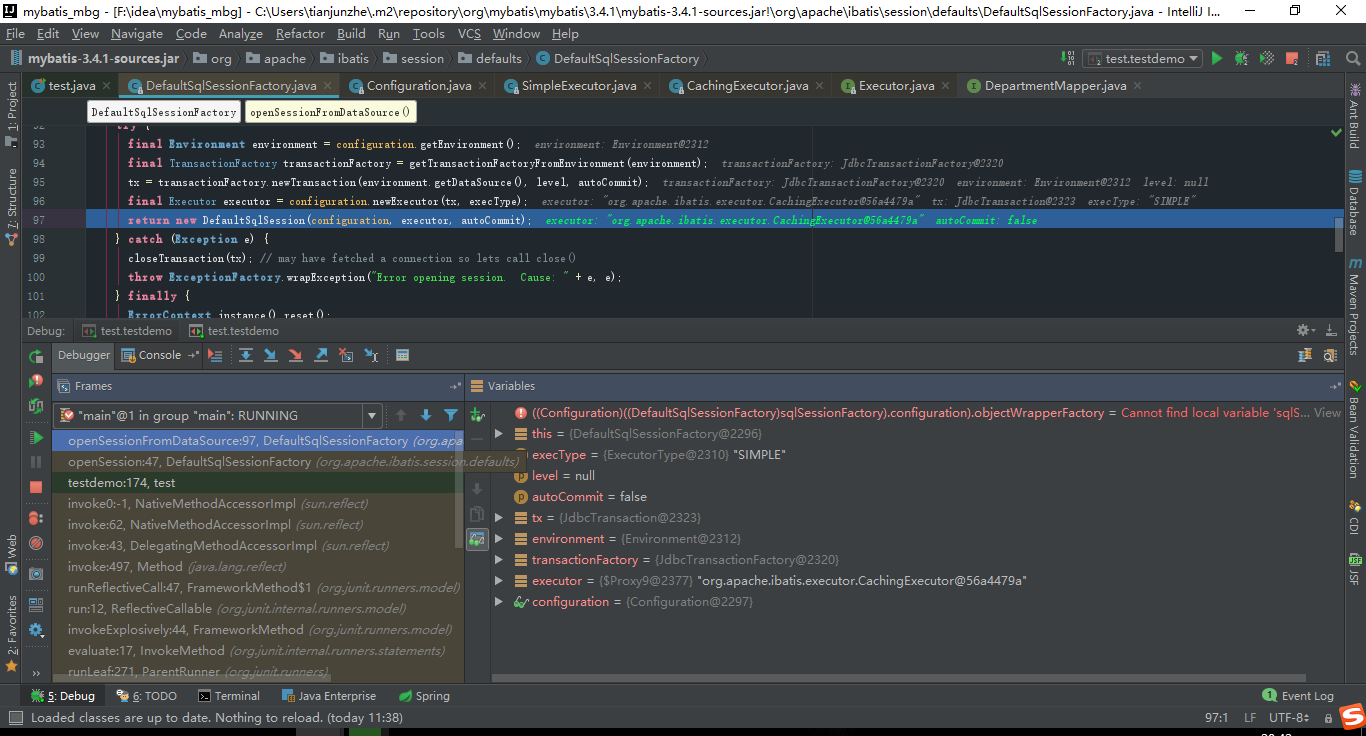 mybatis_mbg - [F:\idea\mybatis_mbg] - C:\Users\tianjunzhe\.m2\repository\org\mybatis\mybatis\3.4.1\mybatis-3.4.1-sources.jar!\org\apache\ibatis\session\defaults\DefaultSqlSessionFactory.java - IntelliJ I...
File Edit View Navigate Code Analyze Refactor Build Run Tools VCS Window Help
mybatis-3.4.1-sources.jar org apache ibatis session defaults DefaultSqlSessionFactory test.testdemo
test.java DefaultSqlSessionFactory.java Configuration.java SimpleExecutor.java CachingExecutor.java Executor.java DepartmentMapper.java
DefaultSqlSessionFactory openSessionFromDataSource()
92 try {
93 final Environment environment = configuration.getEnvironment(); environment: Environment@2312
94 final TransactionFactory transactionFactory = getTransactionFactoryFromEnvironment(environment); transactionFactory: JdbcTransactionFactory@2320
95 tx = transactionFactory.newTransaction(environment.getDataSource(), level, autoCommit); transactionFactory: JdbcTransactionFactory@2320 environment: Environment@2312 level: null
96 final Executor executor = configuration.newExecutor(tx, execType); executor: "org.apache.ibatis.executor.CachingExecutor@56a4479a" tx: JdbcTransaction@2323 execType: "SIMPLE"
97 return new DefaultSqlSession(configuration, executor, autoCommit); executor: "org.apache.ibatis.executor.CachingExecutor@56a4479a" autoCommit: false
98 } catch (Exception e) {
99 closeTransaction(tx); // may have fetched a connection so lets call close()
100 throw ExceptionFactory.wrapException("Error opening session.  Cause: " + e, e);
101 } finally {
102 ErrorContext.instance().reset();
1: Project
7: Structure
Web
2: Favorites
Ant Build
Database
Maven Projects
Bean Validation
CDI
JSF
Debug: test.testdemo test.testdemo
Debugger Console
Frames
"main"@1 in group "main": RUNNING
openSessionFromDataSource:97, DefaultSqlSessionFactory (org.apa
openSession:47, DefaultSqlSessionFactory (org.apache.ibatis.session.defaults)
testdemo:174, test
invoke0:-1, NativeMethodAccessorImpl (sun.reflect)
invoke:62, NativeMethodAccessorImpl (sun.reflect)
invoke:43, DelegatingMethodAccessorImpl (sun.reflect)
invoke:497, Method (java.lang.reflect)
runReflectiveCall:47, FrameworkMethod$1 (org.junit.runners.model)
run:12, ReflectiveCallable (org.junit.internal.runners.model)
invokeExplosively:44, FrameworkMethod (org.junit.runners.model)
evaluate:17, InvokeMethod (org.junit.internal.runners.statements)
runLeaf:271, ParentRunner (org.junit.runners)
Variables
((Configuration)((DefaultSqlSessionFactory)sqlSessionFactory).configuration).objectWrapperFactory = Cannot find local variable 'sqlS... View
this = {DefaultSqlSessionFactory@2296}
execType = {ExecutorType@2310} "SIMPLE"
level = null
autoCommit = false
tx = {JdbcTransaction@2323}
environment = {Environment@2312}
transactionFactory = {JdbcTransactionFactory@2320}
executor = {$Proxy9@2377} "org.apache.ibatis.executor.CachingExecutor@56a4479a"
configuration = {Configuration@2297}
5: Debug 6: TODO Terminal Java Enterprise Spring 1 Event Log
Loaded classes are up to date. Nothing to reload. (today 11:38) 97:1 LF UTF-8